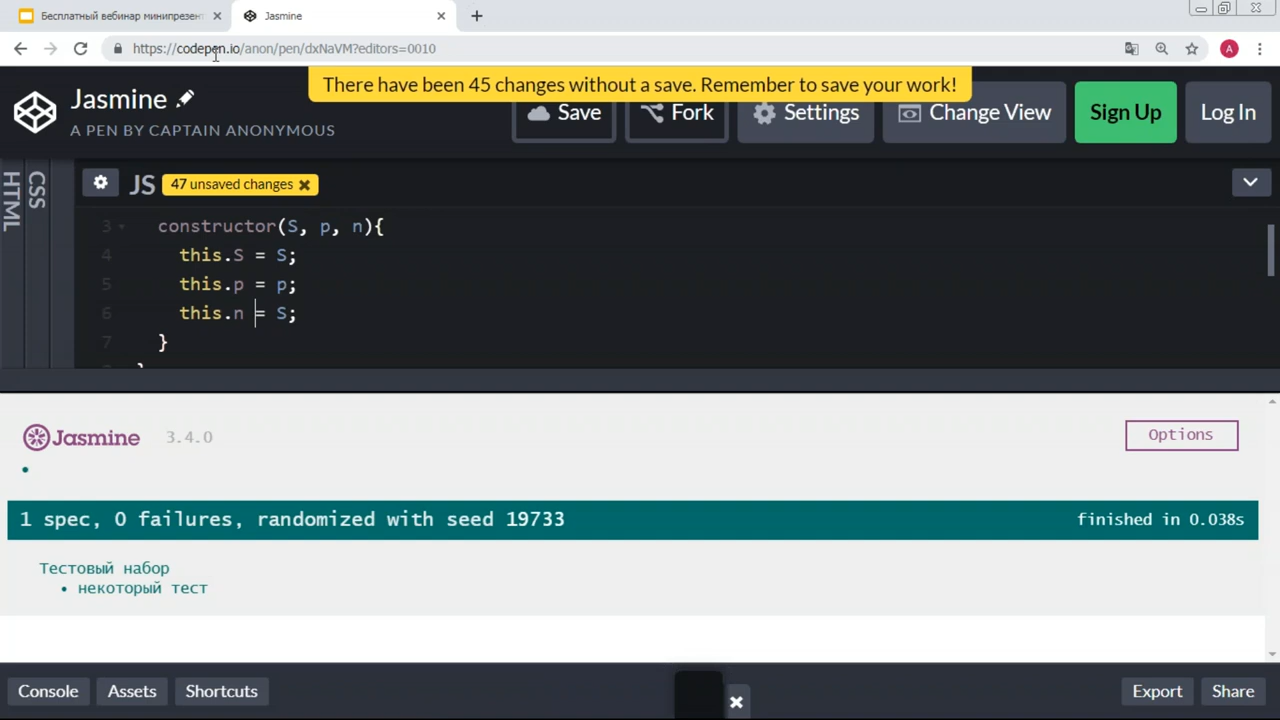 Бесплатный вебинар минипрезент
Jasmine
https://codepen.io/anon/pen/dxNaVM?editors=0010
A
There have been 45 changes without a save. Remember to save your work!
Jasmine
A PEN BY CAPTAIN ANONYMOUS
Save
Fork
Settings
Change View
Sign Up
Log In
HTML
CSS
JS
47 unsaved changes
3 constructor(S, p, n){
4 this.S = S;
5 this.p = p;
6 this.n = S;
7 }
Jasmine 3.4.0
Options
1 spec, 0 failures, randomized with seed 19733
finished in 0.038s
Тестовый набор
• некоторый тест
Console
Assets
Shortcuts
Export
Share